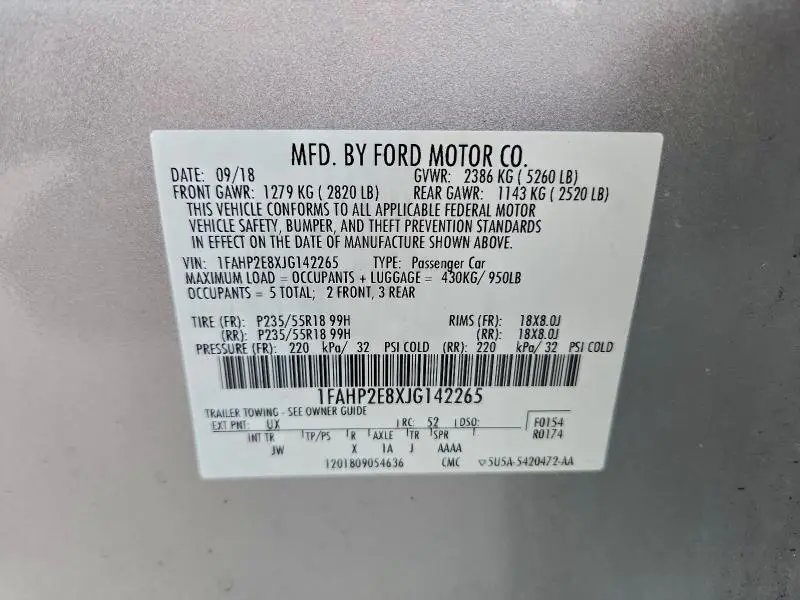 MFD. BY FORD MOTOR CO.
DATE: 09/18 GVWR: 2386 KG ( 5260 LB)
FRONT GAWR: 1279 KG ( 2820 LB) REAR GAWR: 1143 KG ( 2520 LB)
THIS VEHICLE CONFORMS TO ALL APPLICABLE FEDERAL MOTOR
VEHICLE SAFETY, BUMPER, AND THEFT PREVENTION STANDARDS
IN EFFECT ON THE DATE OF MANUFACTURE SHOWN ABOVE.
VIN: 1FAHP2E8XJG142265 TYPE: Passenger Car
MAXIMUM LOAD = OCCUPANTS + LUGGAGE = 430KG/ 950LB
OCCUPANTS = 5 TOTAL; 2 FRONT, 3 REAR
TIRE (FR): P235/55R18 99H RIMS (FR): 18X8.0J
(RR): P235/55R18 99H (RR): 18X8.0J
PRESSURE (FR): 220 kPa/ 32 PSI COLD (RR): 220 kPa/ 32 PSI COLD
1FAHP2E8XJG142265
TRAILER TOWING - SEE OWNER GUIDE
EXT PNT: UX RC: 52 DSO: F0154
INT TR TP/PS R AXLE TR SPR R0174
JW X 1A J AAAA
1201809054636 CMC 5U5A-5420472-AA